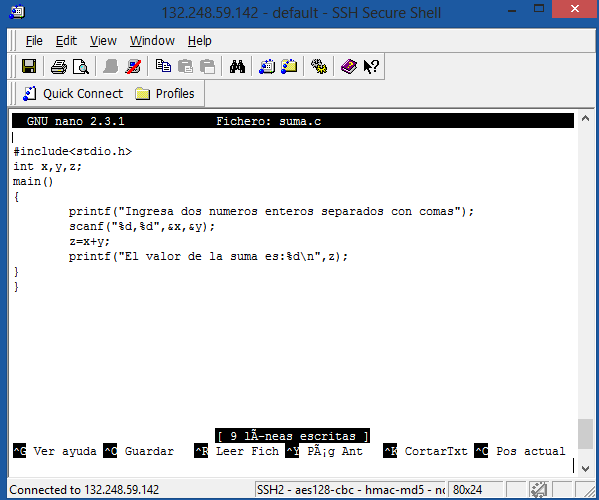 132.248.59.142 - default - SSH Secure Shell
File Edit View Window Help
Quick Connect Profiles
GNU nano 2.3.1 Fichero: suma.c
#include<stdio.h>
int x,y,z;
main()
{
printf("Ingresa dos numeros enteros separados con comas");
scanf("%d,%d",&x,&y);
z=x+y;
printf("El valor de la suma es:%d\n",z);
}
}
[ 9 lÃ-neas escritas ]
^G Ver ayuda ^O Guardar ^R Leer Fich ^Y PÃ¡g Ant ^K CortarTxt ^C Pos actual
Connected to 132.248.59.142 SSH2 - aes128-cbc - hmac-md5 - nc 80x24